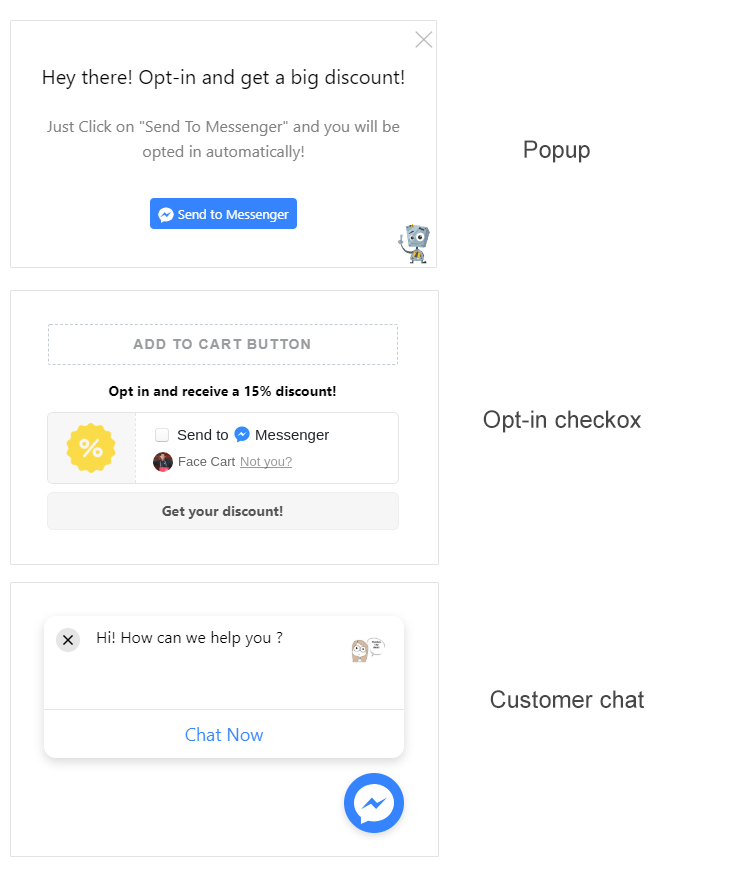 Hey there! Opt-in and get a big discount!
Just Click on "Send To Messenger" and you will be
opted in automatically!
Send to Messenger
Popup
ADD TO CART BUTTON
Opt in and receive a 15% discount!
%
Send to Messenger
Face Cart Not you?
Get your discount!
Opt-in checkox
Hi! How can we help you ?
Chat Now
Customer chat